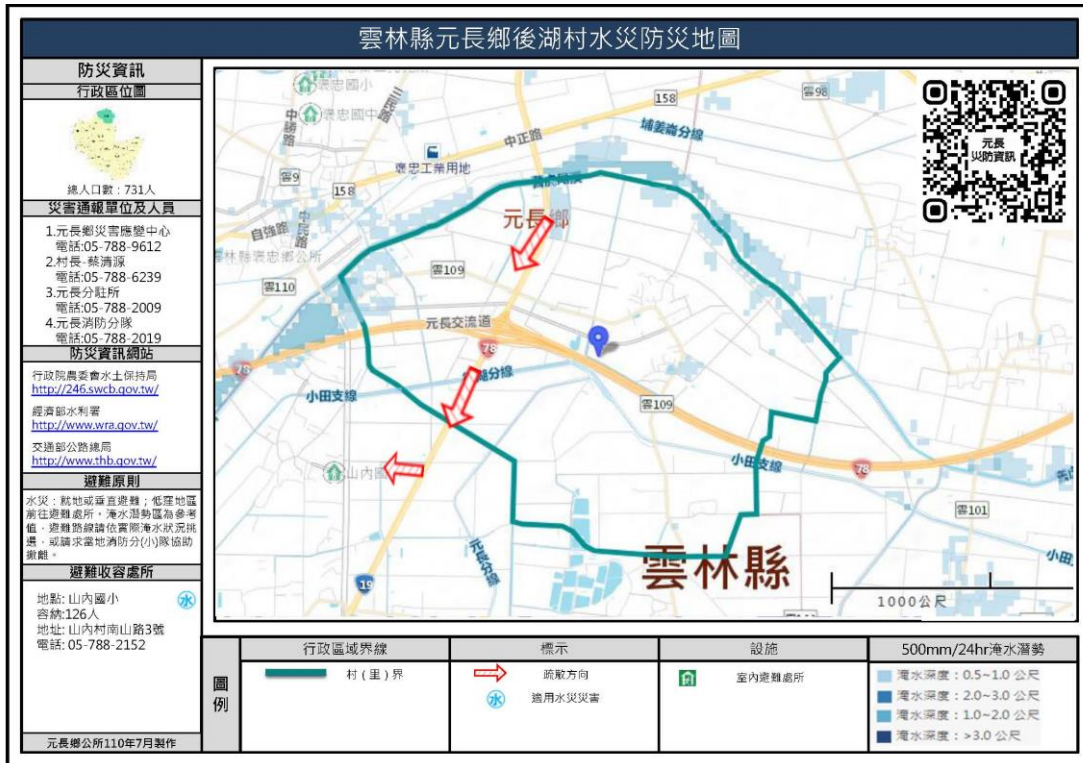 雲林縣元長鄉後湖村水災防災地圖
防災資訊
行政區位圖
總人口數：731人
災害通報單位及人員
1.元長鄉災害應變中心
電話:05-788-9612
2.村長-蔡清源
電話:05-788-6239
3.元長分駐所
電話:05-788-2009
4.元長消防分隊
電話:05-788-2019
防災資訊網站
行政院農委會水土保持局
http://246.swcb.gov.tw/
經濟部水利署
http://www.wra.gov.tw/
交通部公路總局
http://www.thb.gov.tw/
避難原則
水災：就地或垂直避難；低窪地區
前往避難處所，淹水潛勢區為參考
值，避難路線請依實際淹水狀況挑
選，或請求當地消防分(小)隊協助
撤離。
避難收容處所
地點: 山內國小
水
容納:126人
地址: 山內村南山路3號
電話: 05-788-2152
元長鄉公所110年7月製作
褒忠國小
褒忠國中
三民路
中勝路
中正路
158
雲98
埔姜崙分線
元長
災防資訊
褒忠工業用地
雲9
158
中民路
自強路
雲林縣褒忠鄉公所
元長鄉
雲109
雲110
元長交流道
78
78
小田支線
雲109
小田支線
78
山內國
元長分線
雲101
小田
19
雲林縣
1000公尺
圖例
行政區域界線
村（里）界
標示
疏散方向
水
適用水災災害
設施
室內避難處所
500mm/24hr淹水潛勢
淹水深度：0.5~1.0 公尺
淹水深度：2.0~3.0 公尺
淹水深度：1.0~2.0 公尺
淹水深度：>3.0 公尺